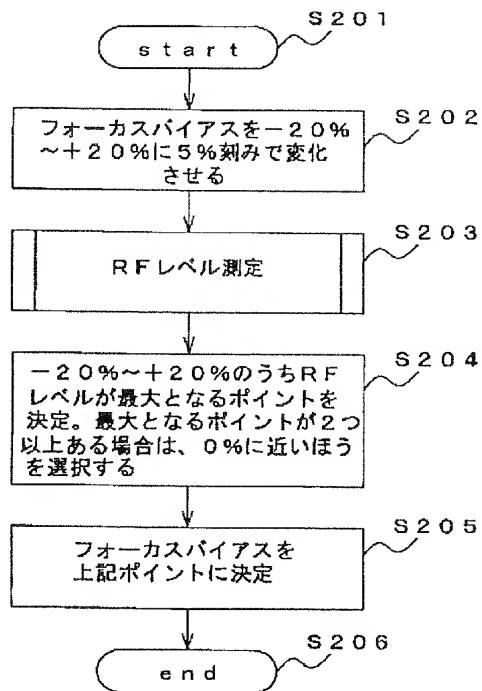 S201
start
S202
フォーカスバイアスを－20%
～＋20%に5%刻みで変化
させる
S203
RFレベル測定
S204
－20%～＋20%のうちRF
レベルが最大となるポイントを
決定。最大となるポイントが2つ
以上ある場合は、0%に近いほう
を選択する
S205
フォーカスバイアスを
上記ポイントに決定
S206
end